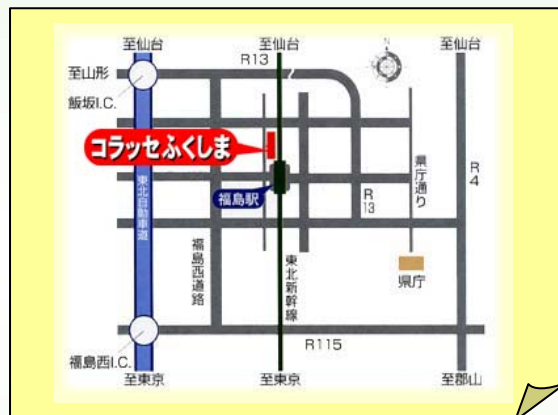 至仙台
至仙台
至仙台
N
R13
至山形
飯坂I.C.
コラッセふくしま
福島駅
東北自動車道
福島西道路
東北新幹線
R13
県庁通り
R4
県庁
R115
福島西I.C.
至東京
至東京
至郡山